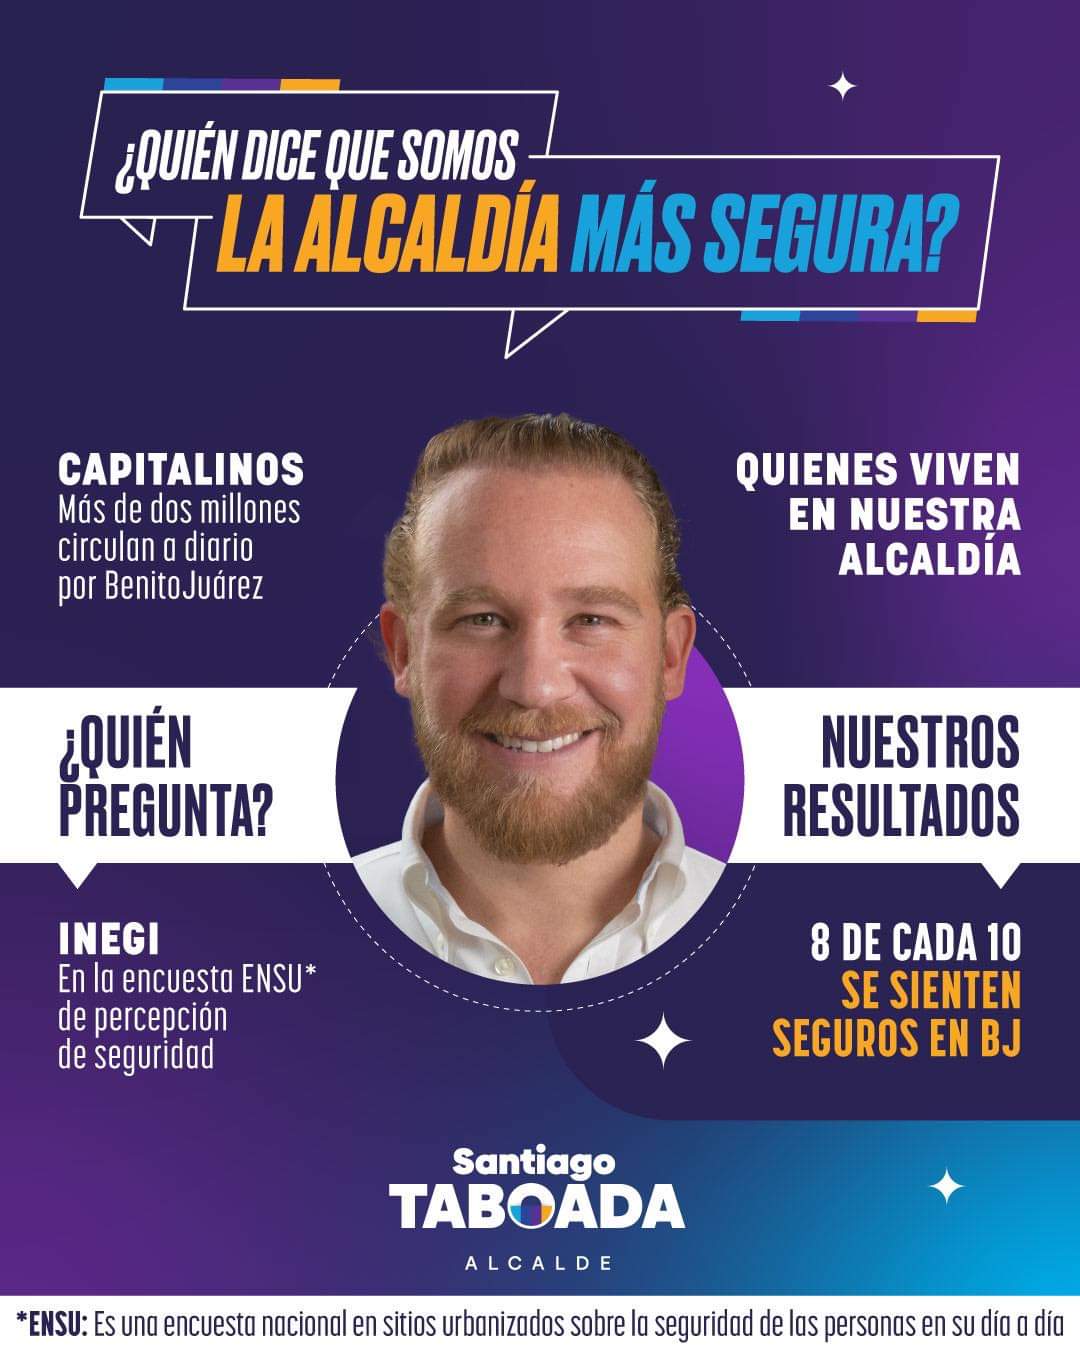 ¿QUIÉN DICE QUE SOMOS
LA ALCALDÍA MÁS SEGURA?
CAPITALINOS
Más de dos millones
circulan a diario
por BenitoJuárez
QUIENES VIVEN
EN NUESTRA
ALCALDÍA
¿QUIÉN
PREGUNTA?
NUESTROS
RESULTADOS
INEGI
En la encuesta ENSU*
de percepción
de seguridad
8 DE CADA 10
SE SIENTEN
SEGUROS EN BJ
Santiago
TABOADA
ALCALDE
*ENSU: Es una encuesta nacional en sitios urbanizados sobre la seguridad de las personas en su día a día